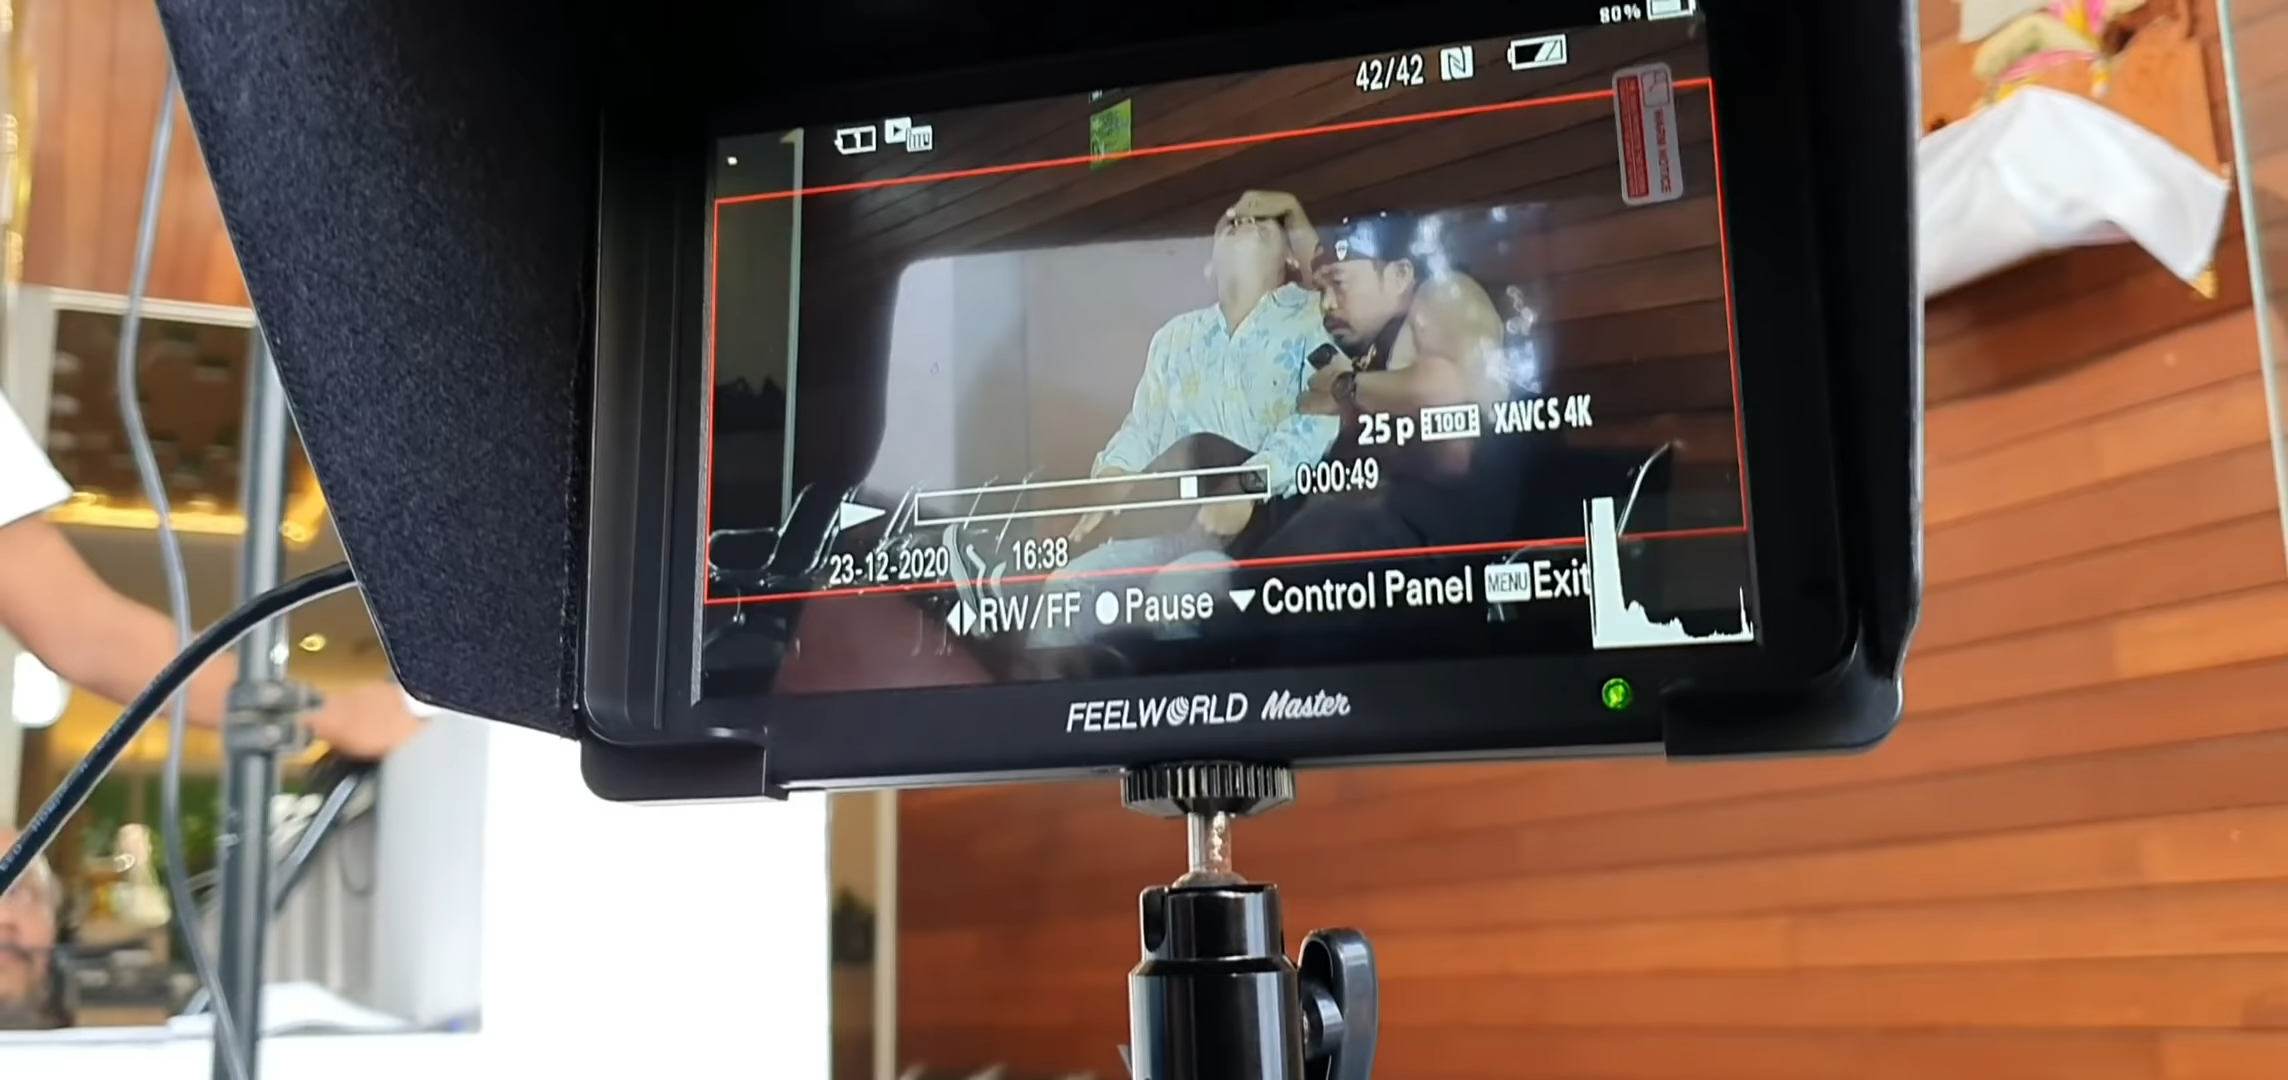 80%
42/42
25p 100 XAVC S 4K
0:00:49
23-12-2020 16:38
RW/FF Pause Control Panel MENU Exit
FEELWORLD Master